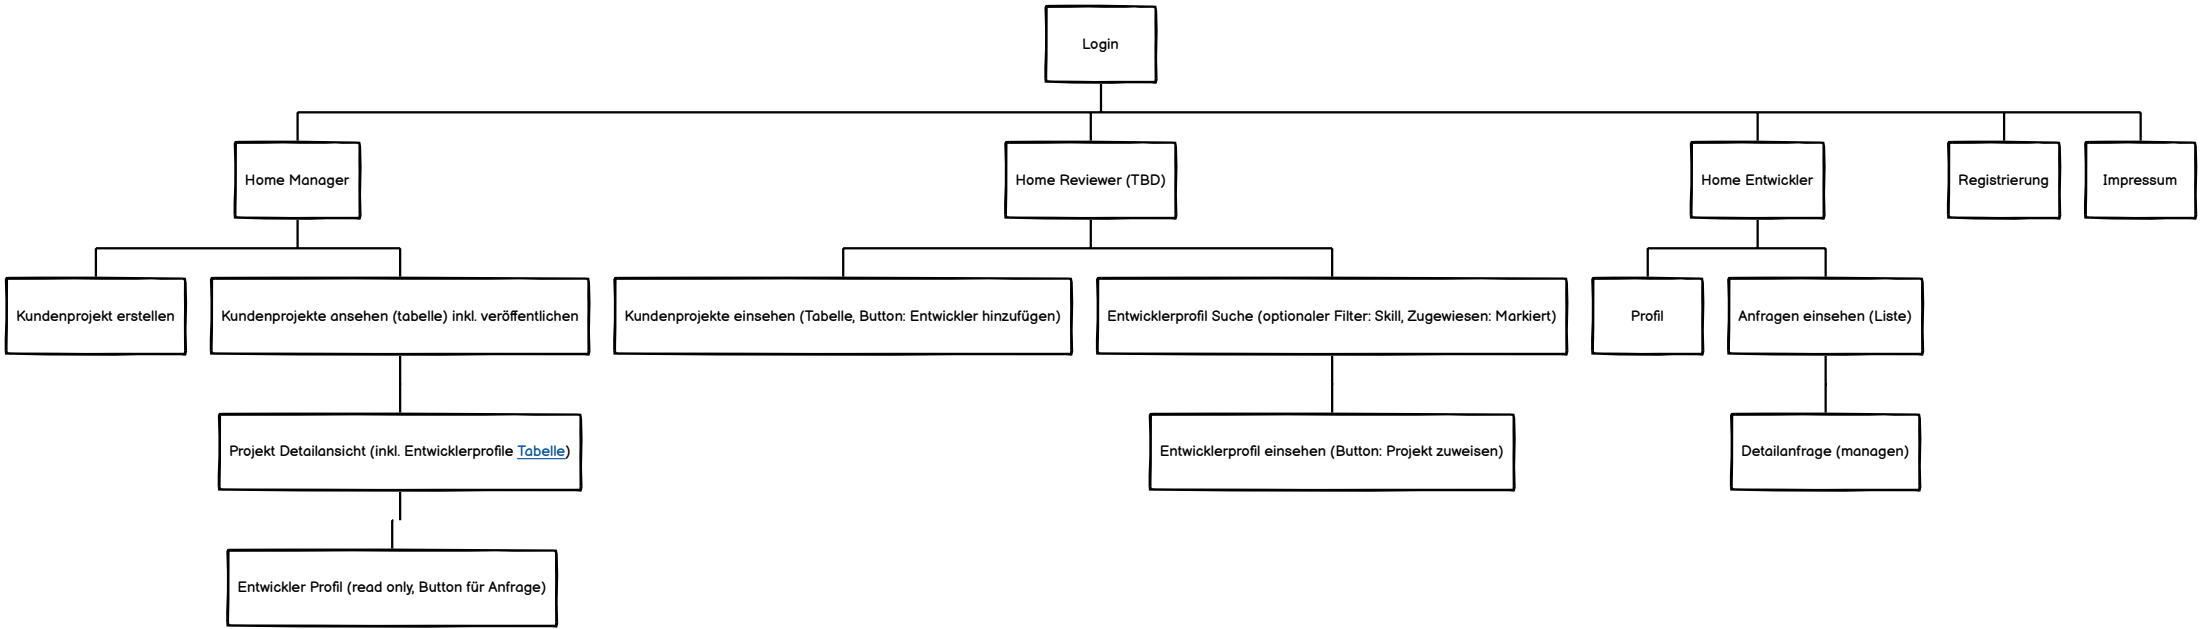 Login
Home Manager
Home Reviewer (TBD)
Home Entwickler
Registrierung
Impressum
Kundenprojekt erstellen
Kundenprojekte ansehen (tabelle) inkl. veröffentlichen
Kundenprojekte einsehen (Tabelle, Button: Entwickler hinzufügen)
Entwicklerprofil Suche (optionaler Filter: Skill, Zugewiesen: Markiert)
Profil
Anfragen einsehen (Liste)
Projekt Detailansicht (inkl. Entwicklerprofile Tabelle)
Entwicklerprofil einsehen (Button: Projekt zuweisen)
Detailanfrage (managen)
Entwickler Profil (read only, Button für Anfrage)